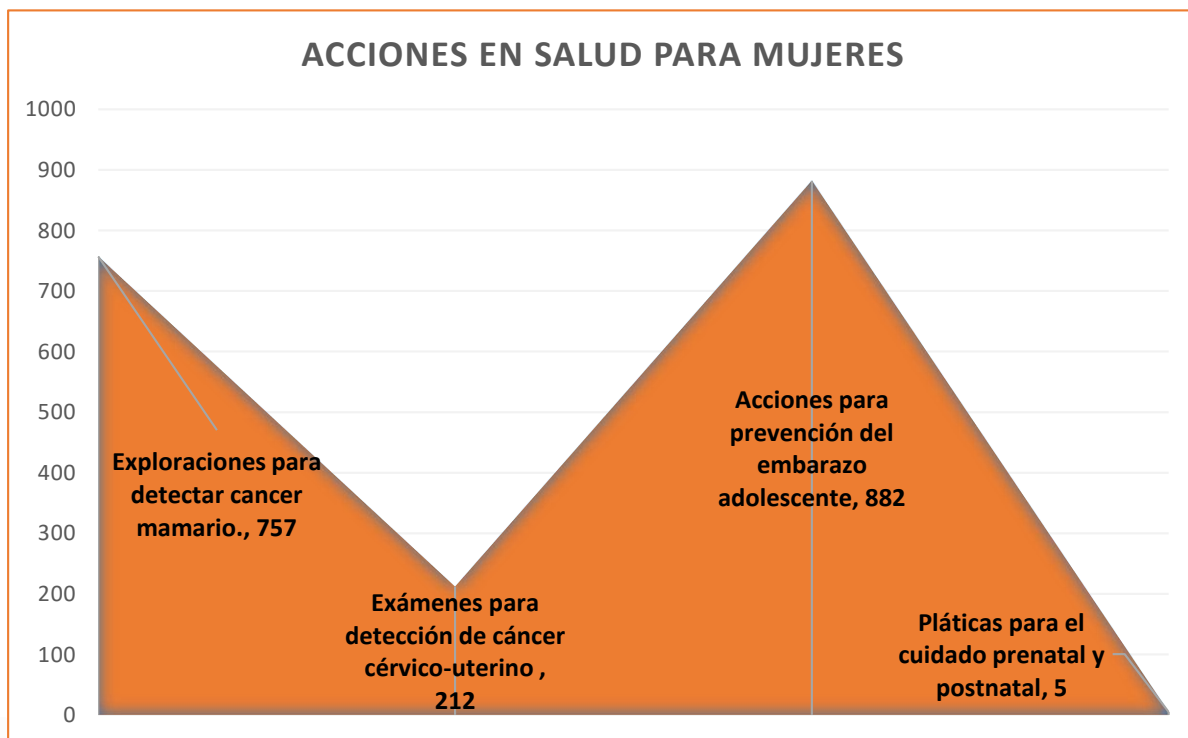 ACCIONES EN SALUD PARA MUJERES
1000
900
800
700
600
500
400
300
200
100
0
Exploraciones para
detectar cancer
mamario., 757
Exámenes para
detección de cáncer
cérvico-uterino ,
212
Acciones para
prevención del
embarazo
adolescente, 882
Pláticas para el
cuidado prenatal y
postnatal, 5